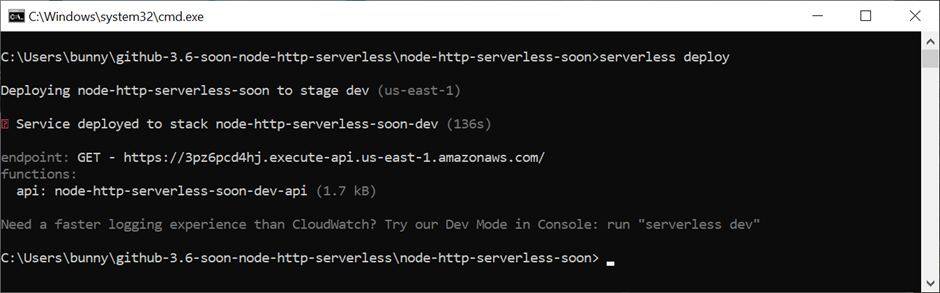 C:\Windows\system32\cmd.exe
C:\Users\bunny\github-3.6-soon-node-http-serverless\node-http-serverless-soon>serverless deploy
Deploying node-http-serverless-soon to stage dev (us-east-1)
Service deployed to stack node-http-serverless-soon-dev (136s)
endpoint: GET - https://3pz6pcd4hj.execute-api.us-east-1.amazonaws.com/
functions:
api: node-http-serverless-soon-dev-api (1.7 kB)
Need a faster logging experience than CloudWatch? Try our Dev Mode in Console: run "serverless dev"
C:\Users\bunny\github-3.6-soon-node-http-serverless\node-http-serverless-soon>